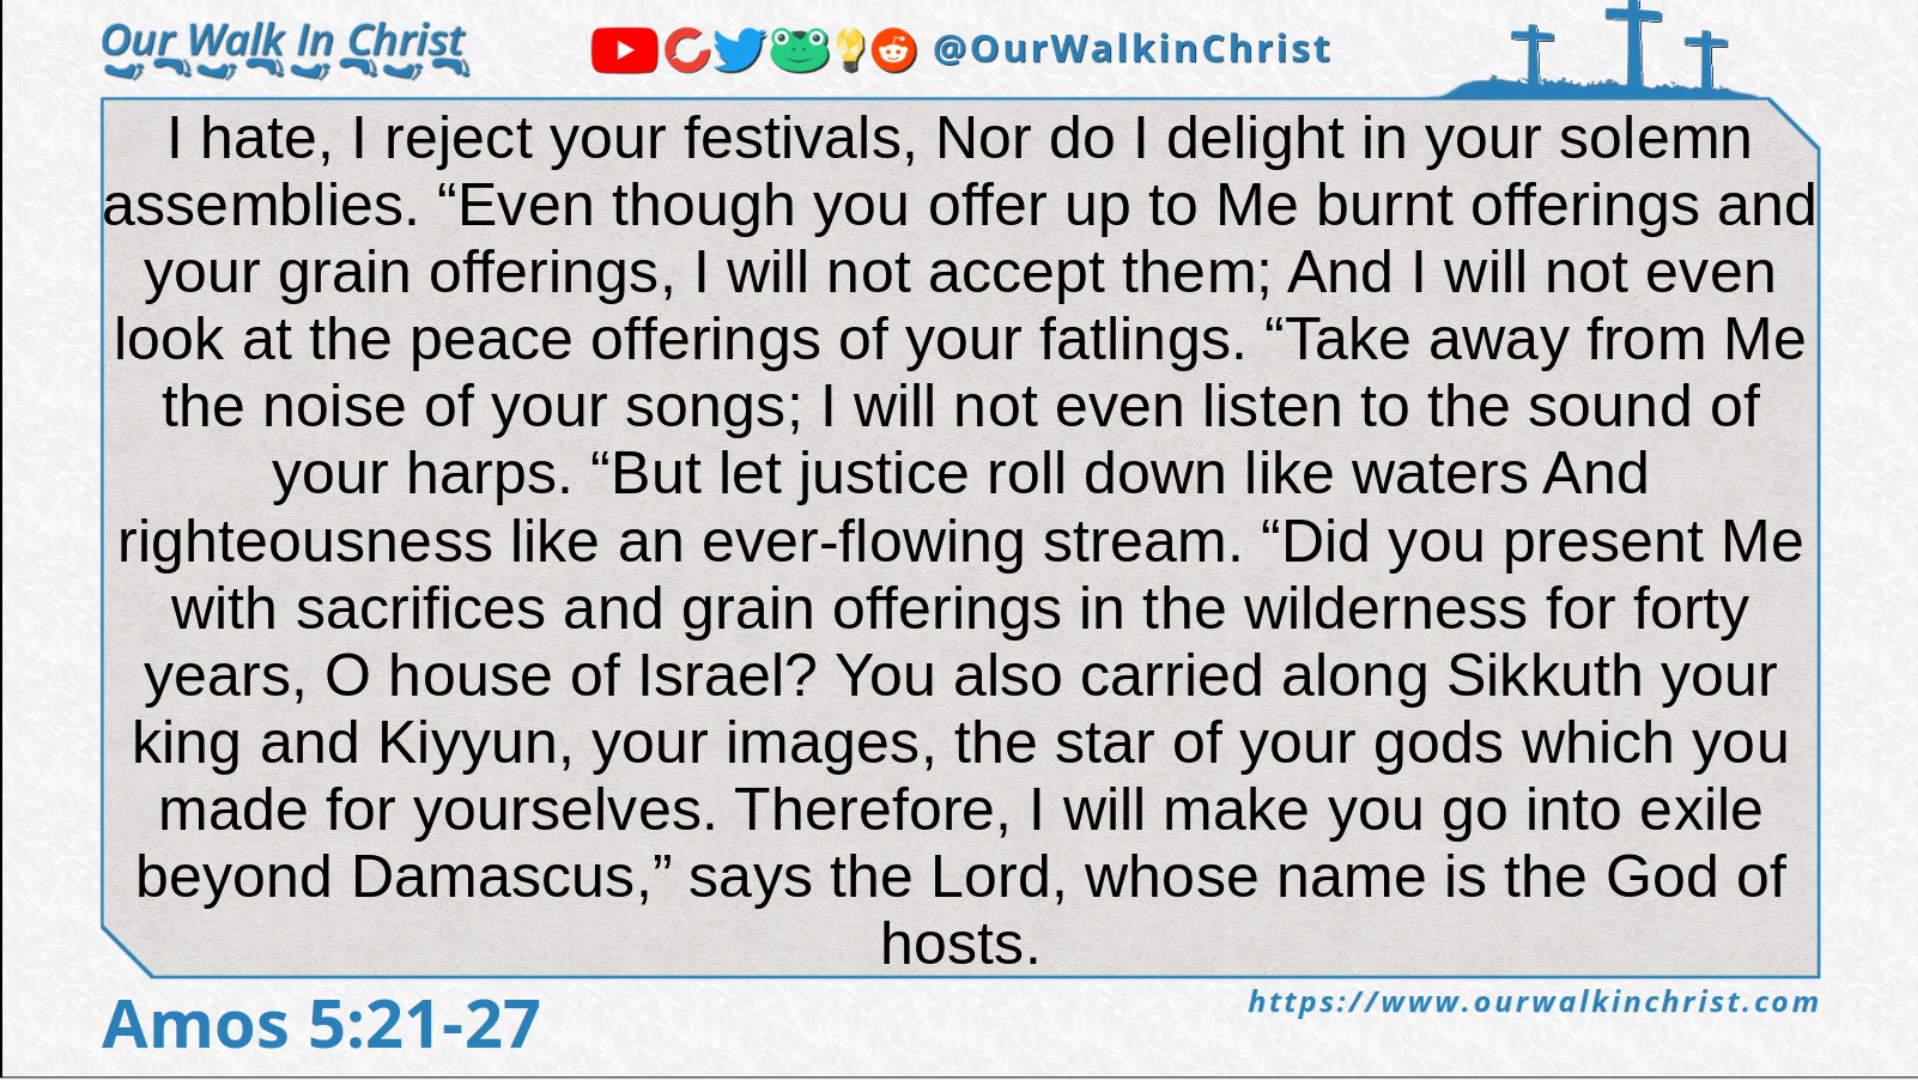 Our Walk In Christ
@OurWalkinChrist
I hate, I reject your festivals, Nor do I delight in your solemn
assemblies. “Even though you offer up to Me burnt offerings and
your grain offerings, I will not accept them; And I will not even
look at the peace offerings of your fatlings. “Take away from Me
the noise of your songs; I will not even listen to the sound of
your harps. “But let justice roll down like waters And
righteousness like an ever-flowing stream. “Did you present Me
with sacrifices and grain offerings in the wilderness for forty
years, O house of Israel? You also carried along Sikkuth your
king and Kiyyun, your images, the star of your gods which you
made for yourselves. Therefore, I will make you go into exile
beyond Damascus,” says the Lord, whose name is the God of
hosts.
Amos 5:21-27
https://www.ourwalkinchrist.com